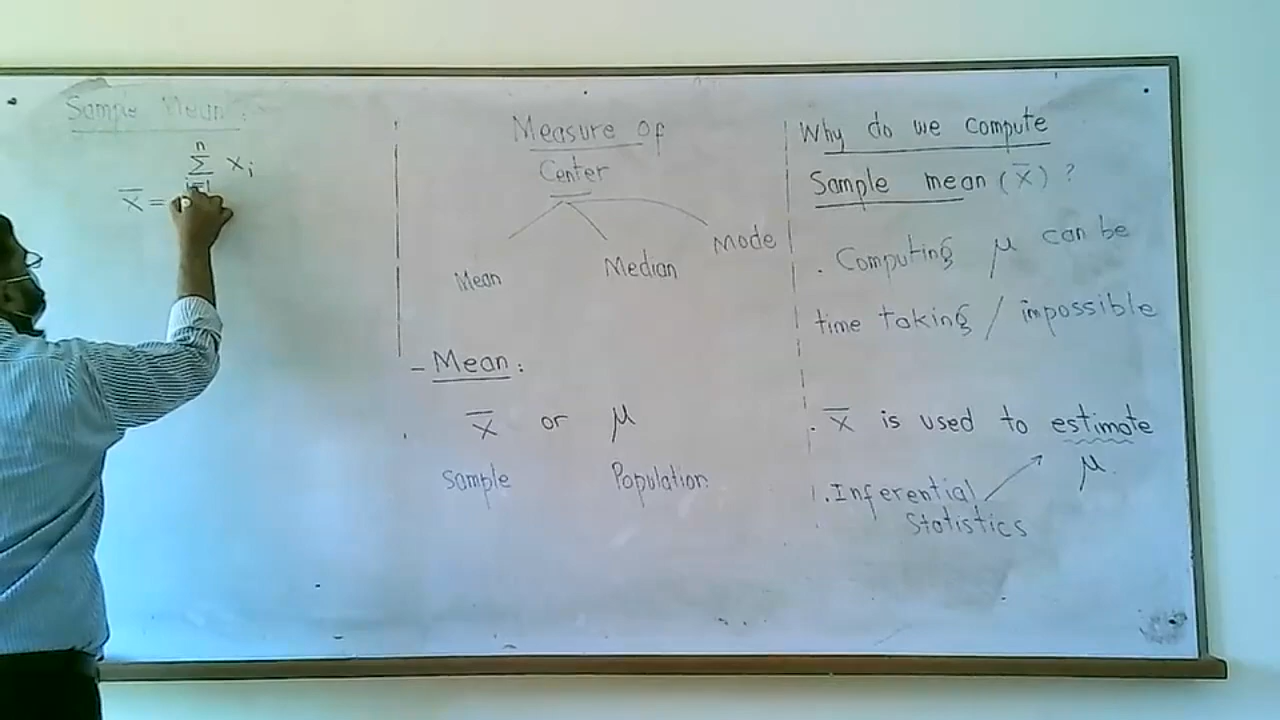 Sample Mean:
n
∑ xᵢ
i=1
x̄ =
Measure of
Center
Mean Median Mode
- Mean:
x̄ or μ
Sample Population
Why do we compute
Sample mean (x̄)?
. Computing μ can be
time taking / impossible
. x̄ is used to estimate
μ.
. Inferential
Statistics